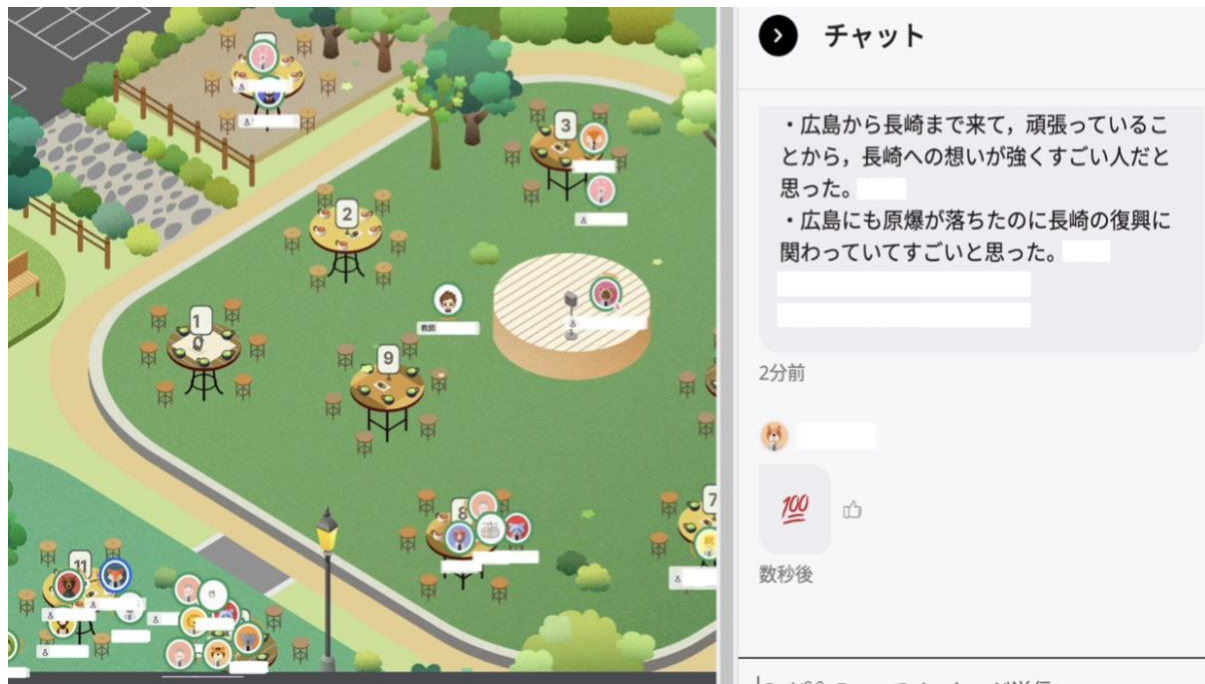 チャット
・広島から長崎まで来て，頑張っているこ
とから，長崎への想いが強くすごい人だと
思った。
・広島にも原爆が落ちたのに長崎の復興に
関わっていてすごいと思った。
2分前
100
数秒後
3
2
1
9
教師
8
7
11